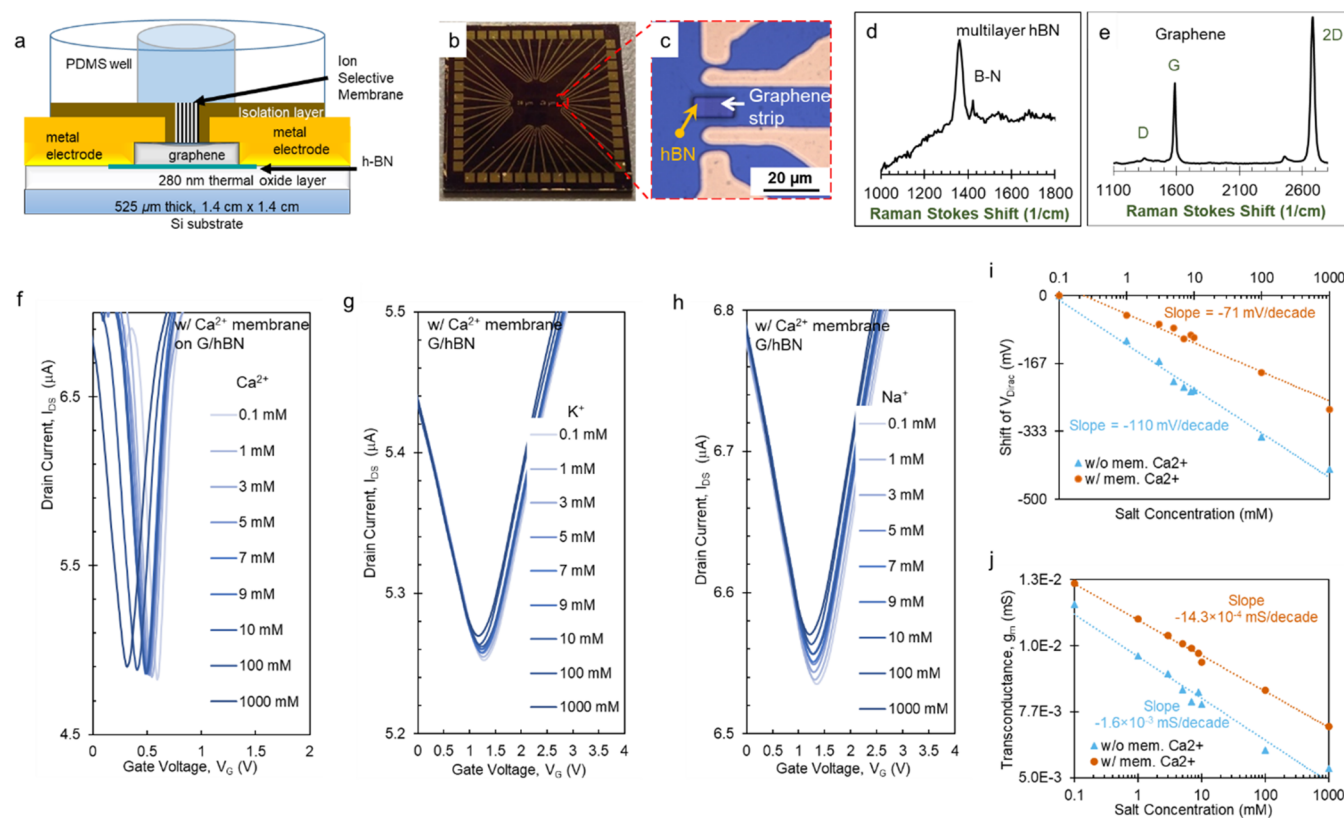 a
PDMS well
Ion
Selective
Membrane
Isolation layer
metal
electrode
metal
electrode
graphene
h-BN
280 nm thermal oxide layer
525 µm thick, 1.4 cm x 1.4 cm
Si substrate
b
c
Graphene
strip
hBN
20 µm
d
multilayer hBN
B-N
1000 1200 1400 1600 1800
Raman Stokes Shift (1/cm)
e
Graphene
2D
G
D
1100 1600 2100 2600
Raman Stokes Shift (1/cm)
f
w/ Ca²⁺ membrane
on G/hBN
Ca²⁺
0.1 mM
1 mM
3 mM
5 mM
7 mM
9 mM
10 mM
100 mM
1000 mM
Drain Current, I_DS (µA)
6.5
5.5
4.5
0 0.5 1 1.5 2
Gate Voltage, V_G (V)
g
w/ Ca²⁺ membrane
G/hBN
K⁺
0.1 mM
1 mM
3 mM
5 mM
7 mM
9 mM
10 mM
100 mM
1000 mM
Drain Current, I_DS (µA)
5.5
5.4
5.3
5.2
0 0.5 1 1.5 2 2.5 3 3.5 4
Gate Voltage, V_G (V)
h
w/ Ca²⁺ membrane
G/hBN
Na⁺
0.1 mM
1 mM
3 mM
5 mM
7 mM
9 mM
10 mM
100 mM
1000 mM
Drain Current, I_DS (µA)
6.8
6.7
6.6
6.5
0 0.5 1 1.5 2 2.5 3 3.5 4
Gate Voltage, V_G (V)
i
0.1 1 10 100 1000
0
-167
-333
-500
Shift of V_Dirac (mV)
Slope = -71 mV/decade
Slope = -110 mV/decade
w/o mem. Ca2+
w/ mem. Ca2+
Salt Concentration (mM)
j
1.3E-2
1.0E-2
7.7E-3
5.0E-3
Transconductance, g_m (mS)
Slope
-14.3×10⁻⁴ mS/decade
Slope
-1.6×10⁻³ mS/decade
w/o mem. Ca2+
w/ mem. Ca2+
0.1 1 10 100 1000
Salt Concentration (mM)